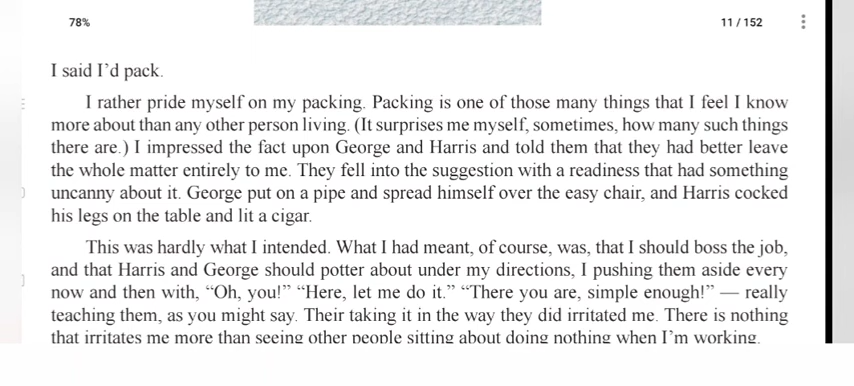 78%
11 / 152
I said I’d pack.
I rather pride myself on my packing. Packing is one of those many things that I feel I know
more about than any other person living. (It surprises me myself, sometimes, how many such things
there are.) I impressed the fact upon George and Harris and told them that they had better leave
the whole matter entirely to me. They fell into the suggestion with a readiness that had something
uncanny about it. George put on a pipe and spread himself over the easy chair, and Harris cocked
his legs on the table and lit a cigar.
This was hardly what I intended. What I had meant, of course, was, that I should boss the job,
and that Harris and George should potter about under my directions, I pushing them aside every
now and then with, “Oh, you!” “Here, let me do it.” “There you are, simple enough!” — really
teaching them, as you might say. Their taking it in the way they did irritated me. There is nothing
that irritates me more than seeing other people sitting about doing nothing when I’m working.